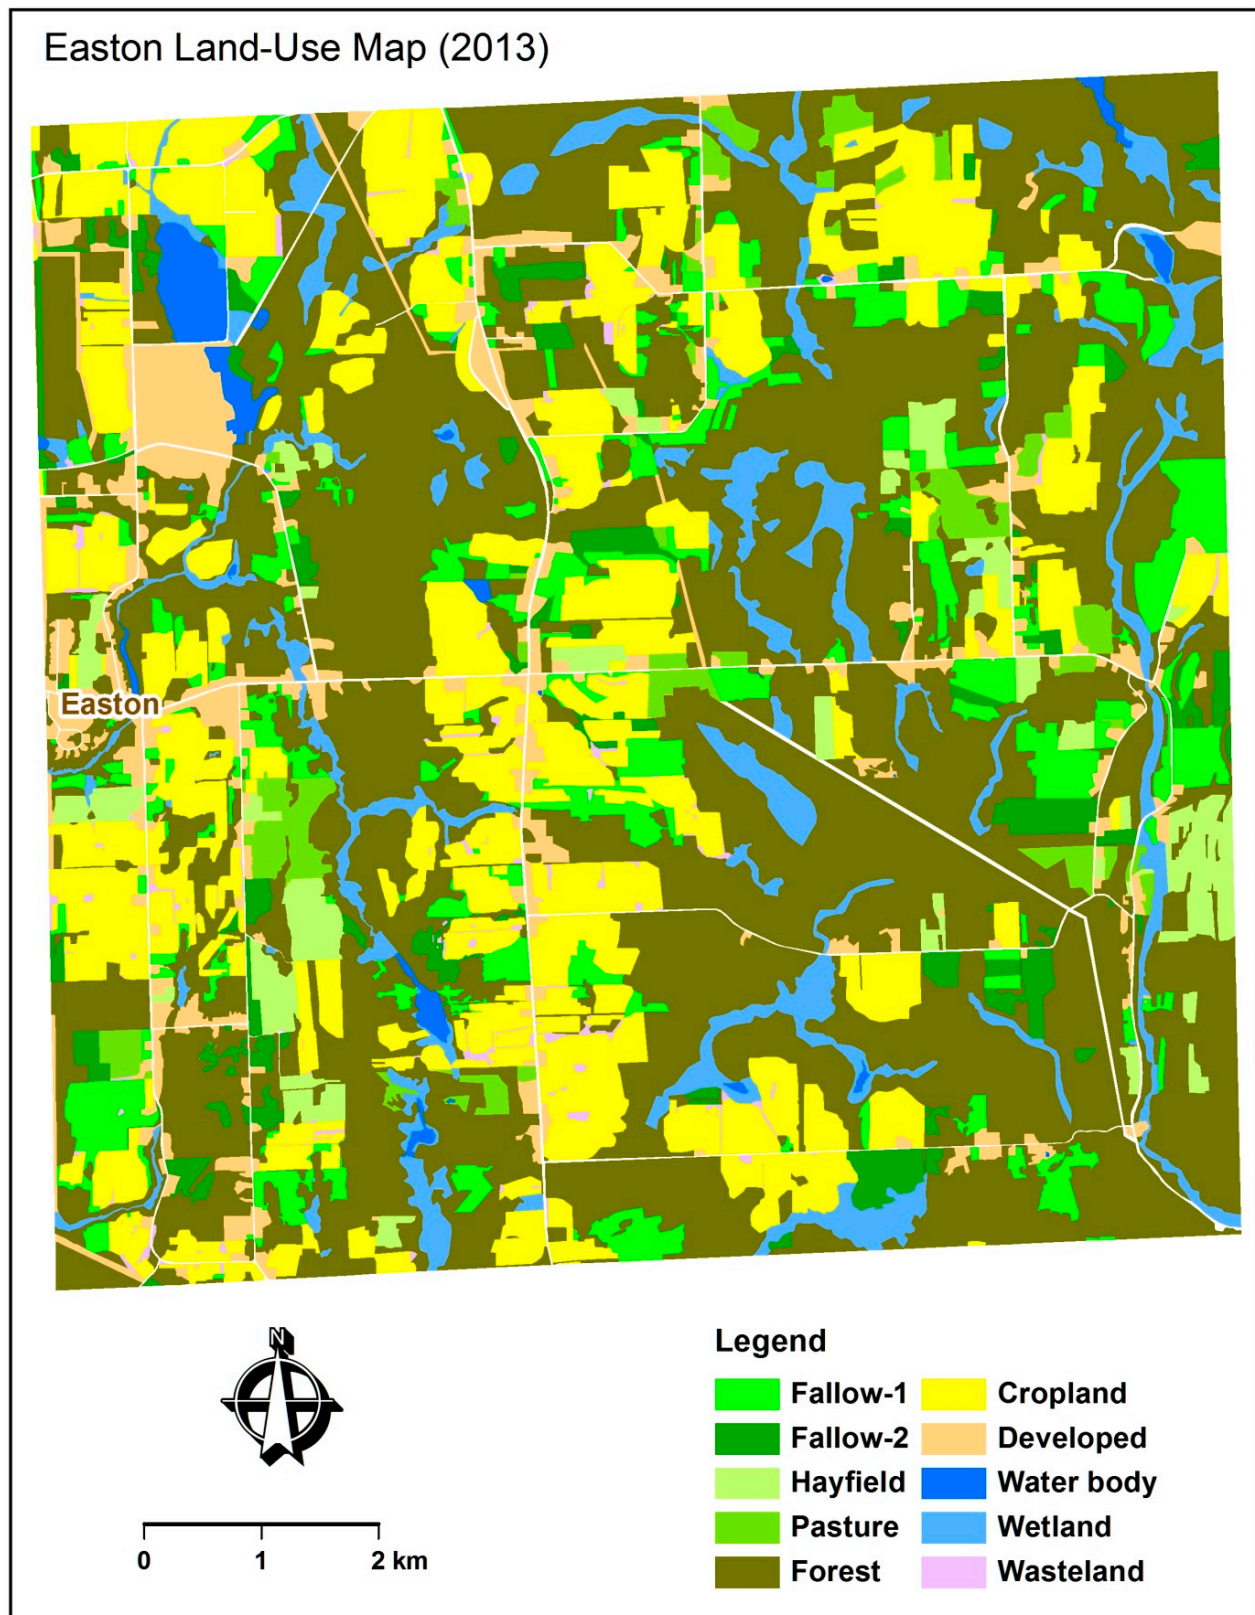 Easton Land-Use Map (2013)
Easton
N
0 1 2 km
Legend
Fallow-1 Cropland
Fallow-2 Developed
Hayfield Water body
Pasture Wetland
Forest Wasteland